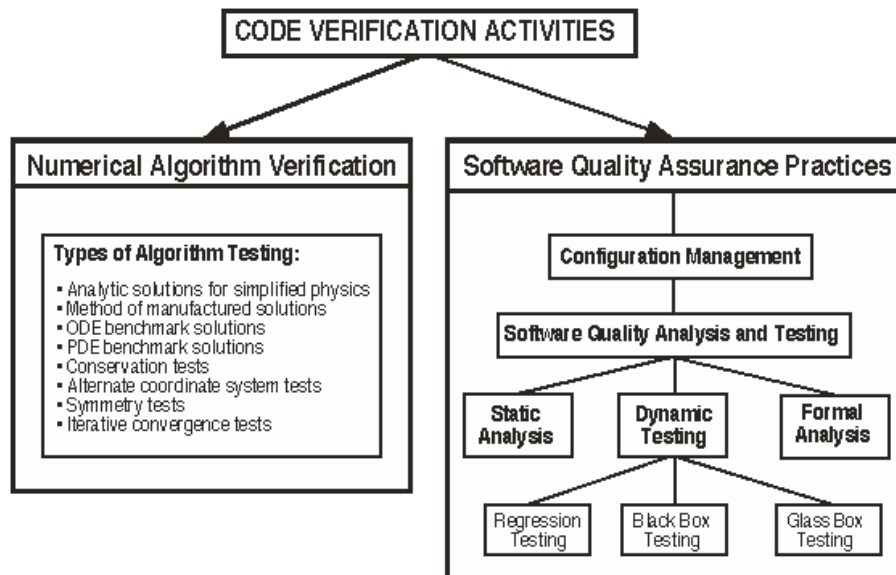 CODE VERIFICATION ACTIVITIES
Numerical Algorithm Verification
Types of Algorithm Testing:
▪ Analytic solutions for simplified physics
▪ Method of manufactured solutions
▪ ODE benchmark solutions
▪ PDE benchmark solutions
▪ Conservation tests
▪ Alternate coordinate system tests
▪ Symmetry tests
▪ Iterative convergence tests
Software Quality Assurance Practices
Configuration Management
Software Quality Analysis and Testing
Static
Analysis
Dynamic
Testing
Formal
Analysis
Regression
Testing
Black Box
Testing
Glass Box
Testing